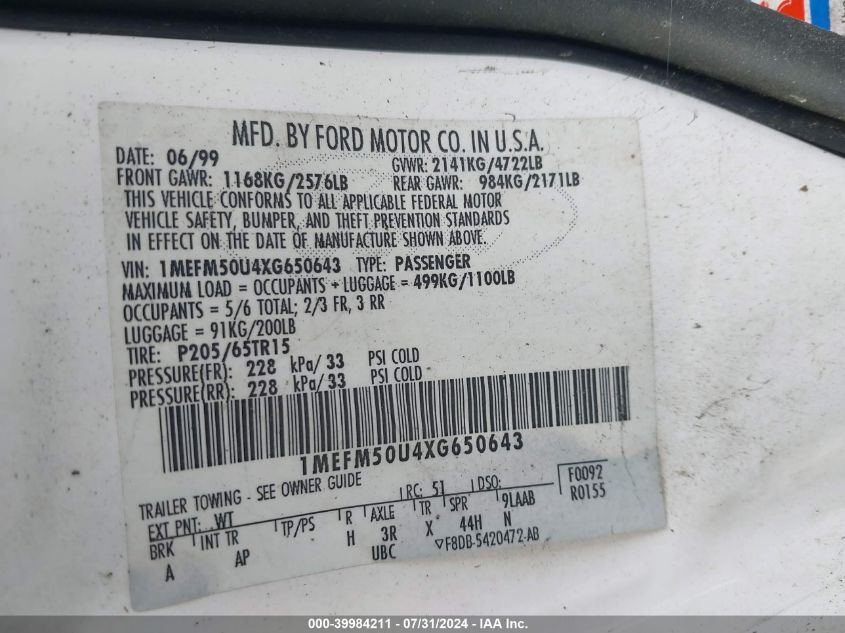 MFD. BY FORD MOTOR CO. IN U.S.A.
DATE: 06/99 GVWR: 2141KG/4722LB
FRONT GAWR: 1168KG/2576LB REAR GAWR: 984KG/2171LB
THIS VEHICLE CONFORMS TO ALL APPLICABLE FEDERAL MOTOR
VEHICLE SAFETY, BUMPER, AND THEFT PREVENTION STANDARDS
IN EFFECT ON THE DATE OF MANUFACTURE SHOWN ABOVE.
VIN: 1MEFM50U4XG650643 TYPE: PASSENGER
MAXIMUM LOAD = OCCUPANTS + LUGGAGE = 499KG/1100LB
OCCUPANTS = 5/6 TOTAL; 2/3 FR, 3 RR
LUGGAGE = 91KG/200LB
TIRE: P205/65TR15
PRESSURE(FR): 228 kPa/33 PSI COLD
PRESSURE(RR): 228 kPa/33 PSI COLD
1MEFM50U4XG650643
TRAILER TOWING - SEE OWNER GUIDE
EXT PNT: WT RC: 51 DSO: F0092
BRK INT TR TP/PS R AXLE TR SPR 9LAAB R0155
A AP H 3R X 44H N
UBC ▽F8DB-5420472-AB
000-39984211 - 07/31/2024 - IAA Inc.